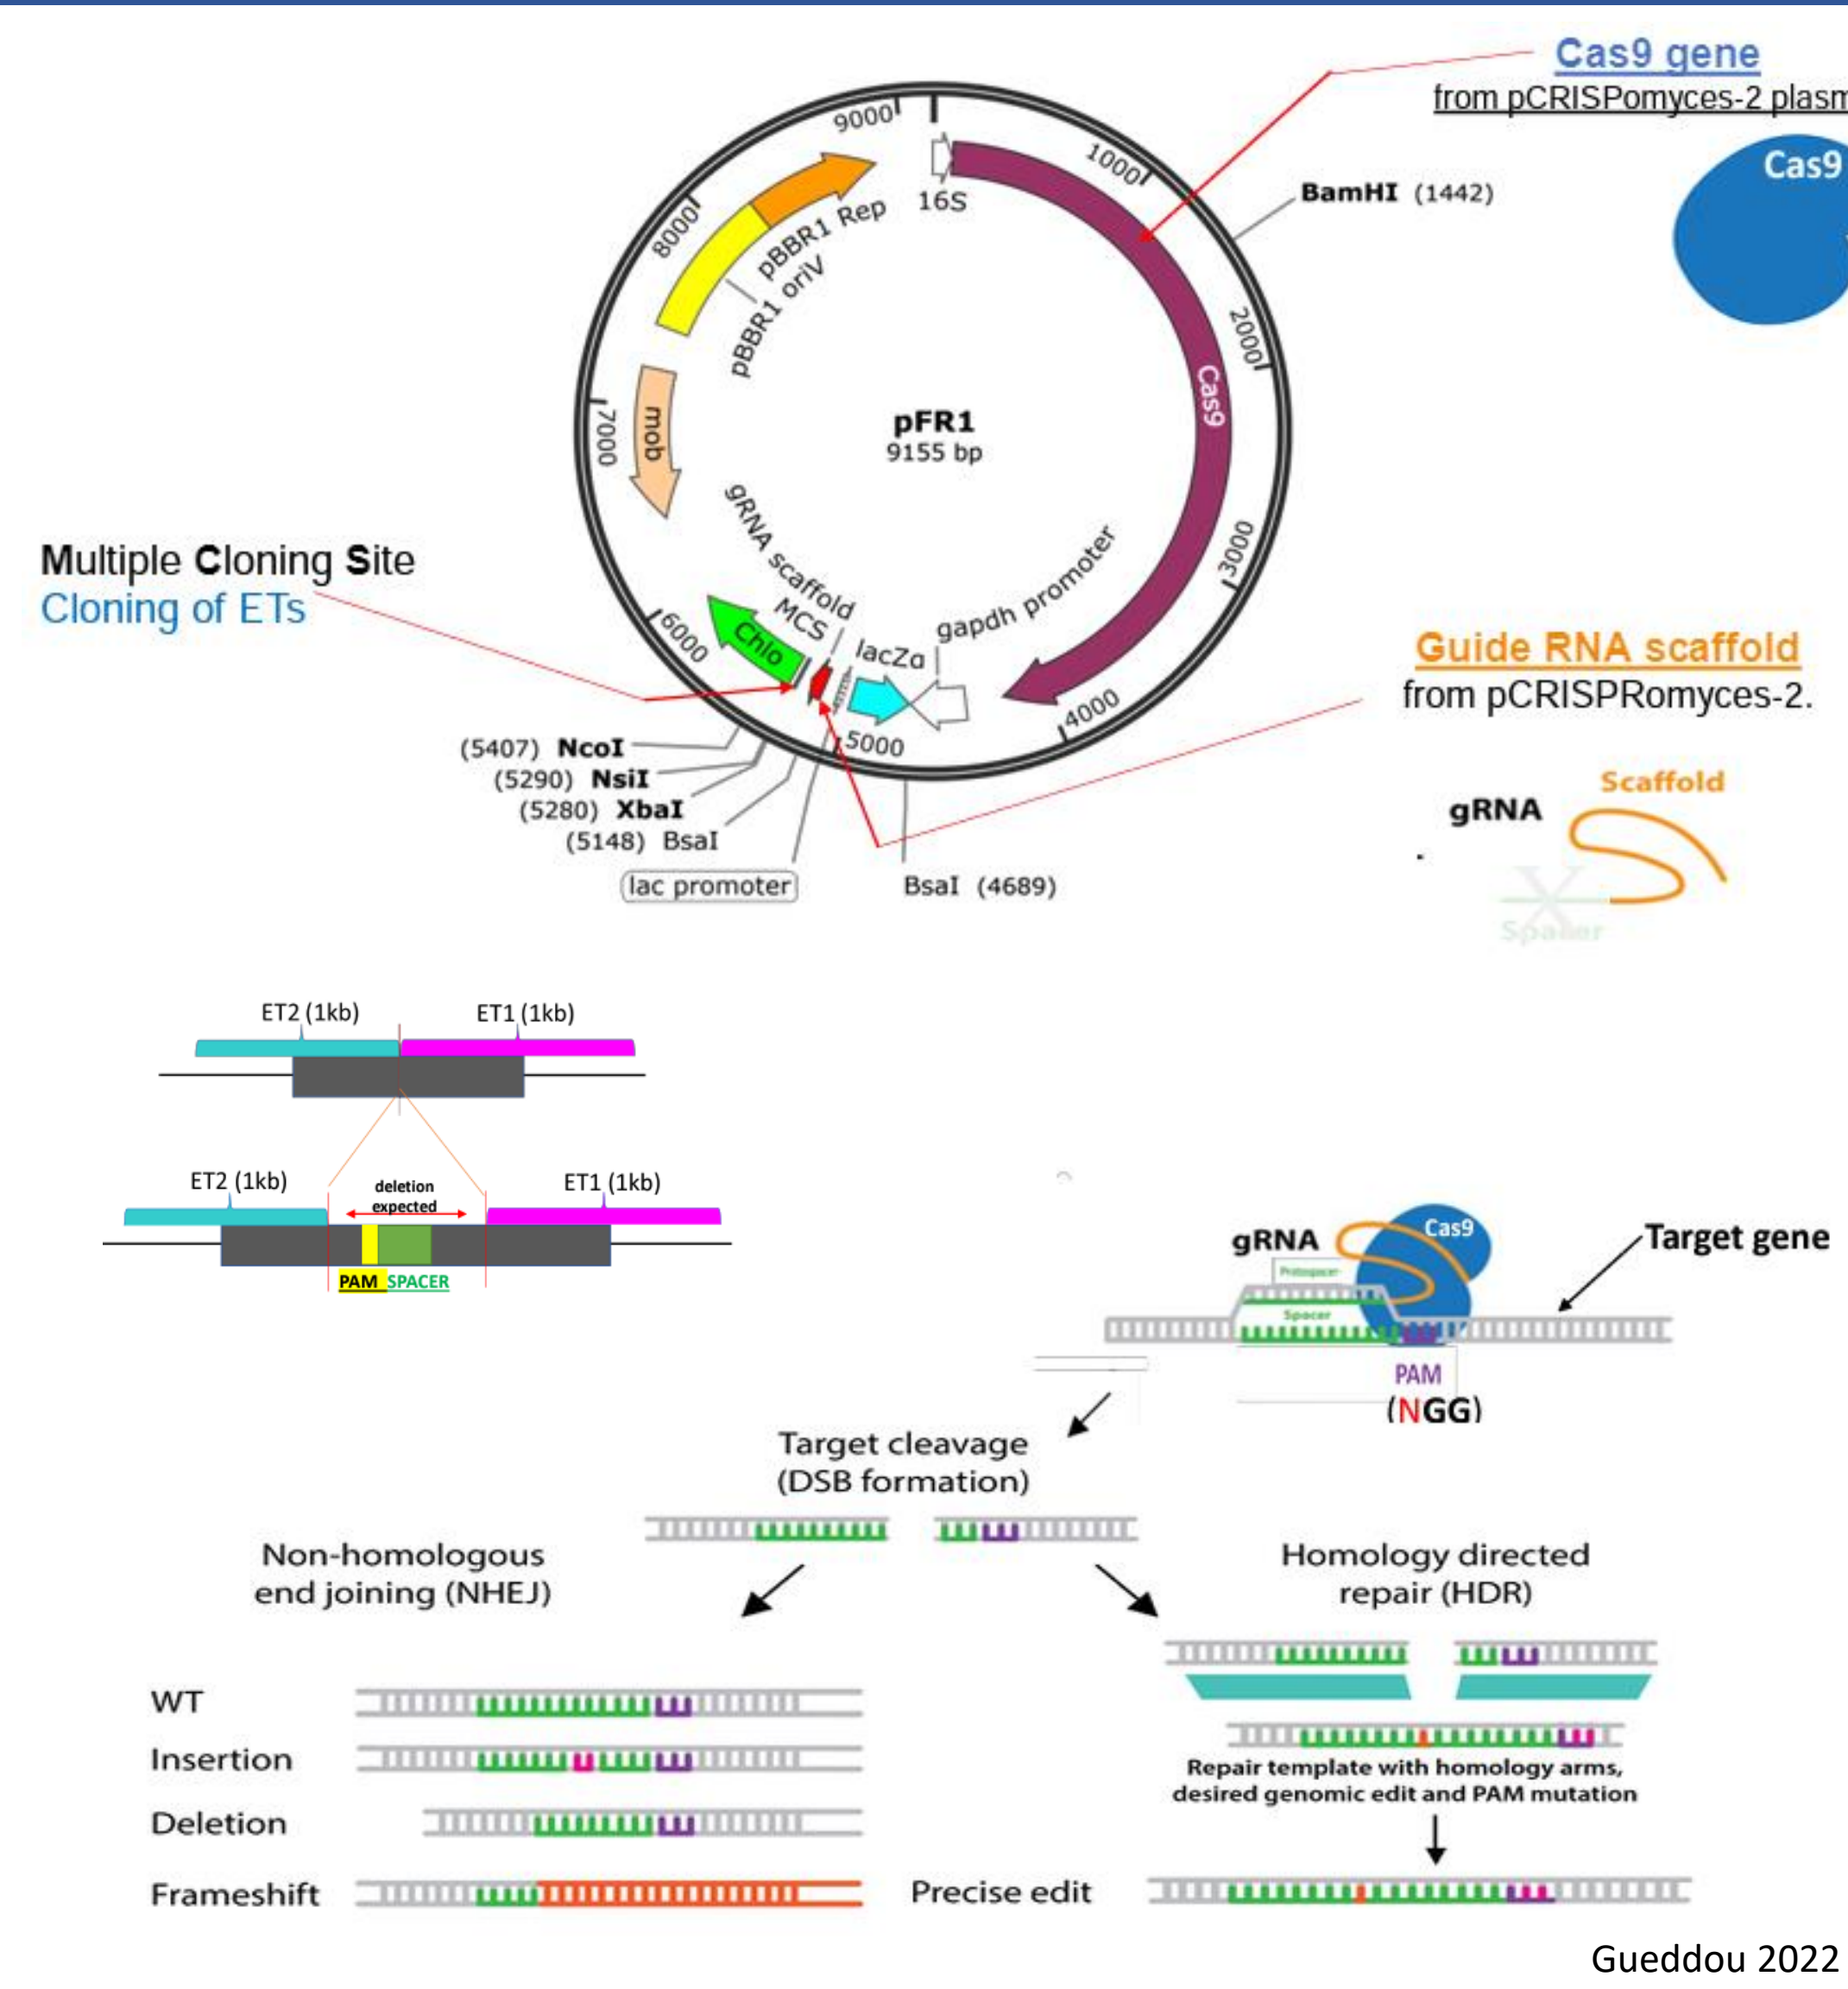 Cas9 gene
from pCRISPomyces-2 plasm
Cas9
9000
1000
BamHI (1442)
16S
8000
pBBR1 Rep
pBBR1 oriV
2000
Cas9
7000
mob
pFR1
9155 bp
3000
gRNA scaffold
MCS
gapdh promoter
lacZα
Chlo
6000
5000
4000
Multiple Cloning Site
Cloning of ETs
Guide RNA scaffold
from pCRISPRomyces-2.
(5407) NcoI
(5290) NsiI
(5280) XbaI
(5148) BsaI
lac promoter
BsaI (4689)
Scaffold
gRNA
Spacer
ET2 (1kb)
ET1 (1kb)
ET2 (1kb)
deletion
expected
ET1 (1kb)
PAM SPACER
gRNA
Cas9
Target gene
Protospacer
Spacer
PAM
(NGG)
Target cleavage
(DSB formation)
Non-homologous
end joining (NHEJ)
Homology directed
repair (HDR)
WT
Insertion
Deletion
Frameshift
Repair template with homology arms,
desired genomic edit and PAM mutation
Precise edit
Gueddou 2022